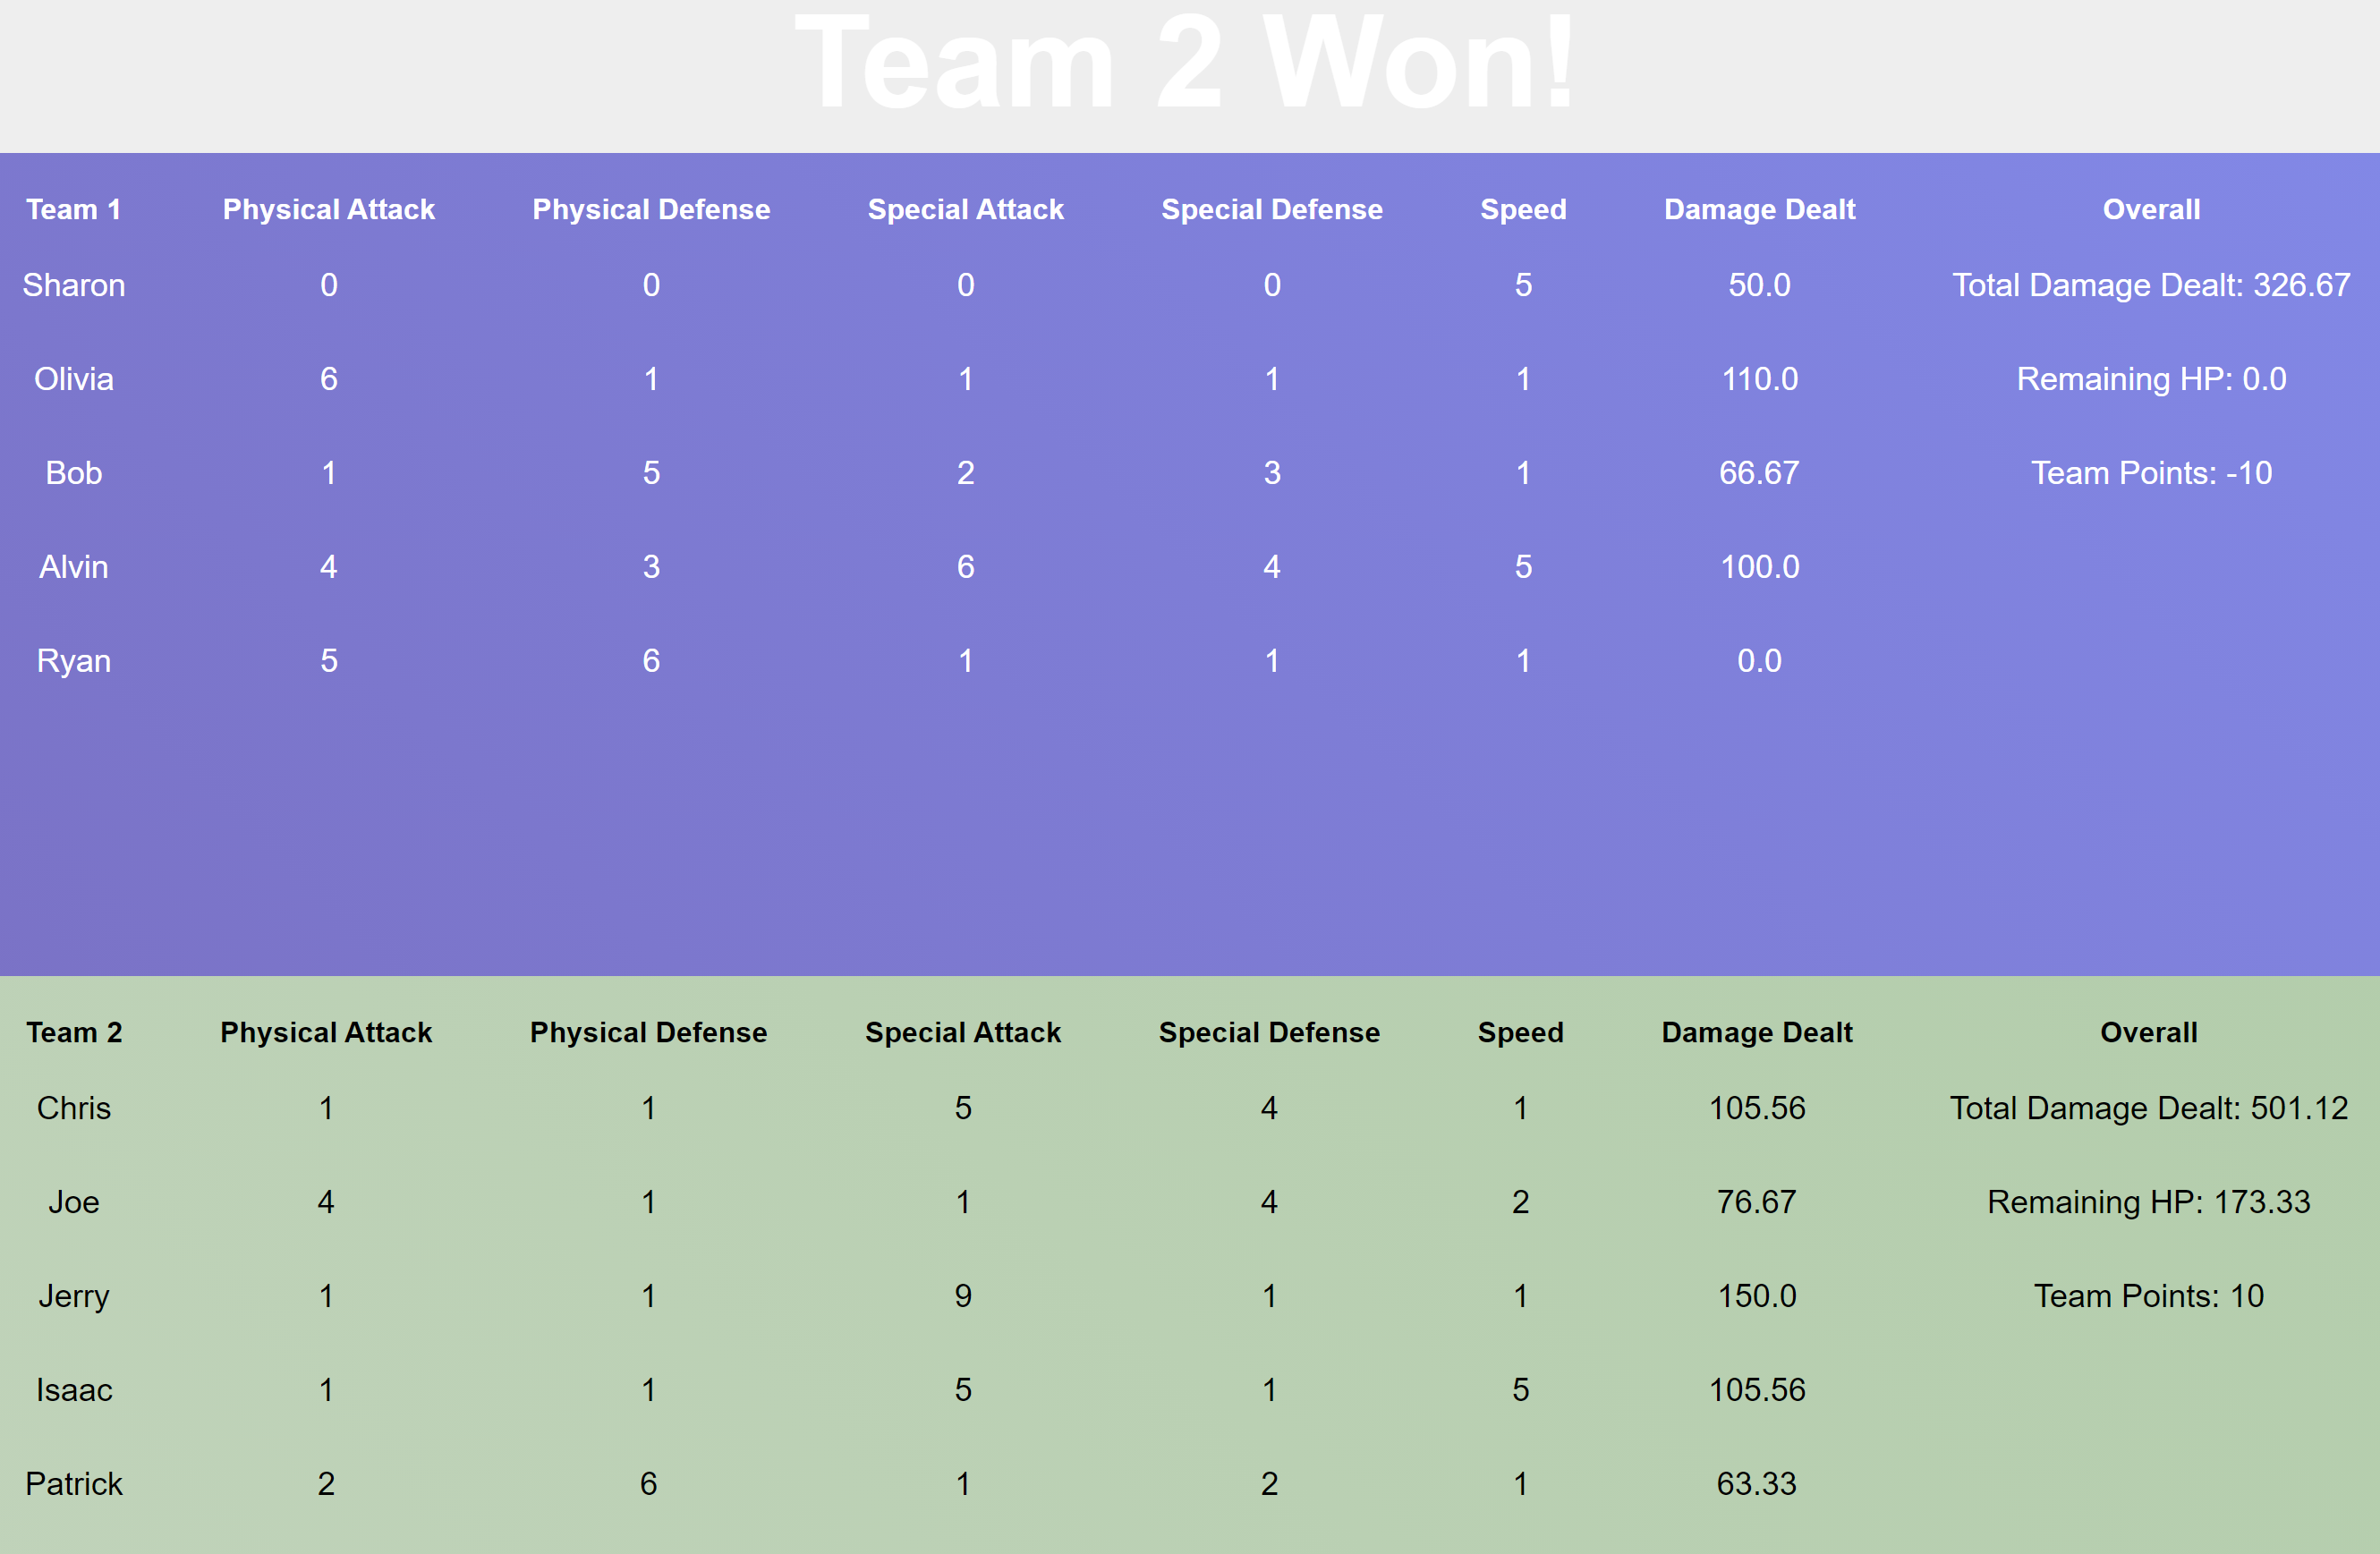 Team 2 Won!
Team 1 Physical Attack Physical Defense Special Attack Special Defense Speed Damage Dealt Overall
Sharon 0 0 0 0 5 50.0 Total Damage Dealt: 326.67
Olivia 6 1 1 1 1 110.0 Remaining HP: 0.0
Bob 1 5 2 3 1 66.67 Team Points: -10
Alvin 4 3 6 4 5 100.0
Ryan 5 6 1 1 1 0.0
Team 2 Physical Attack Physical Defense Special Attack Special Defense Speed Damage Dealt Overall
Chris 1 1 5 4 1 105.56 Total Damage Dealt: 501.12
Joe 4 1 1 4 2 76.67 Remaining HP: 173.33
Jerry 1 1 9 1 1 150.0 Team Points: 10
Isaac 1 1 5 1 5 105.56
Patrick 2 6 1 2 1 63.33